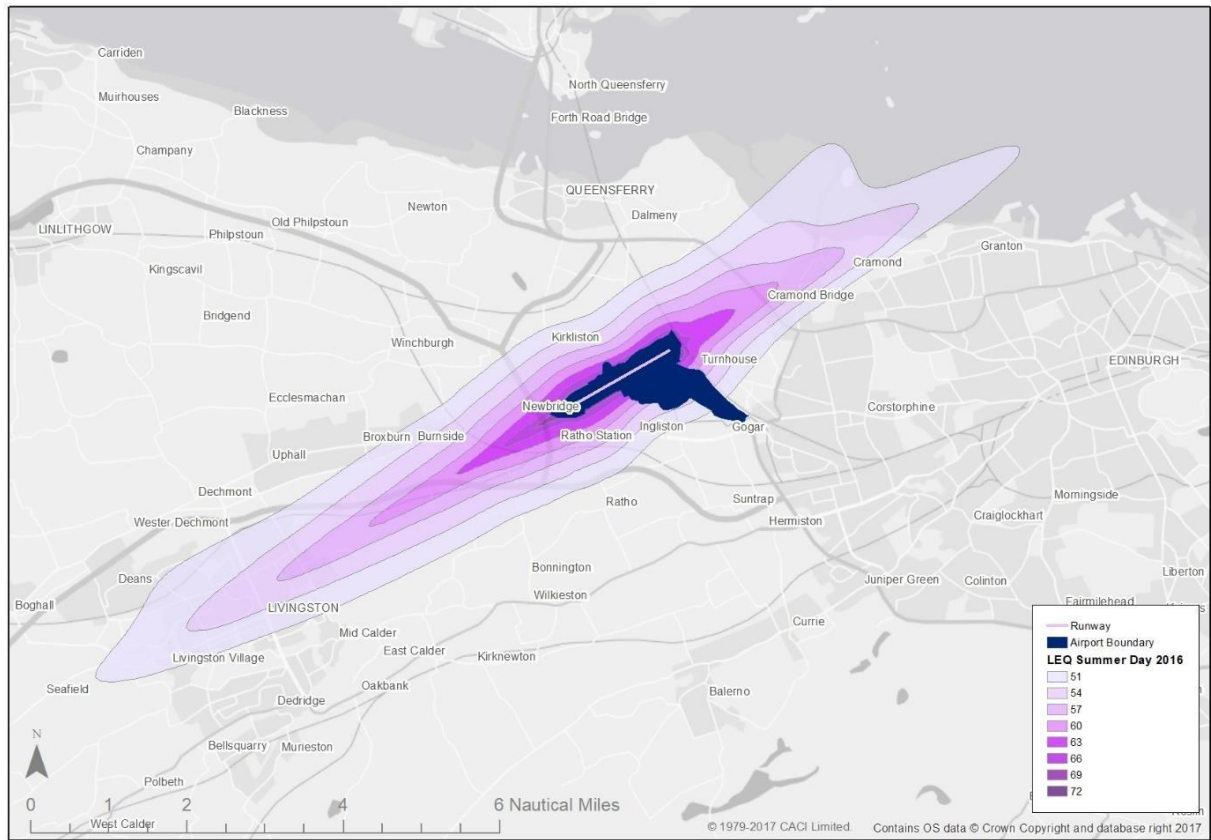 Carriden
North Queensferry
Muirhouses
Blackness
Forth Road Bridge
Champany
QUEENSFERRY
Newton
Dalmeny
Old Philpstoun
LINLITHGOW
Philpstoun
Granton
Kingscavil
Cramond
Cramond Bridge
Bridgend
Kirkliston
Winchburgh
Turnhouse
EDINBURGH
Ecclesmachan
Newbridge
Corstorphine
Ingliston
Gogar
Broxburn
Burnside
Ratho Station
Uphall
Dechmont
Suntrap
Morningside
Ratho
Wester Dechmont
Hermiston
Craiglockhart
Bonnington
Liberton
Deans
Juniper Green
Colinton
Wilkieston
Boghall
LIVINGSTON
Fairmilehead
Currie
Mid Calder
East Calder
Kirknewton
Livingston Village
Seafield
Oakbank
Balerno
Dedridge
Bellsquarry
Murieston
Polbeth
West Calder
N
0 1 2 4 6 Nautical Miles
Runway
Airport Boundary
LEQ Summer Day 2016
51
54
57
60
63
66
69
72
© 1979-2017 CACI Limited.
Contains OS data © Crown Copyright and database right 2017